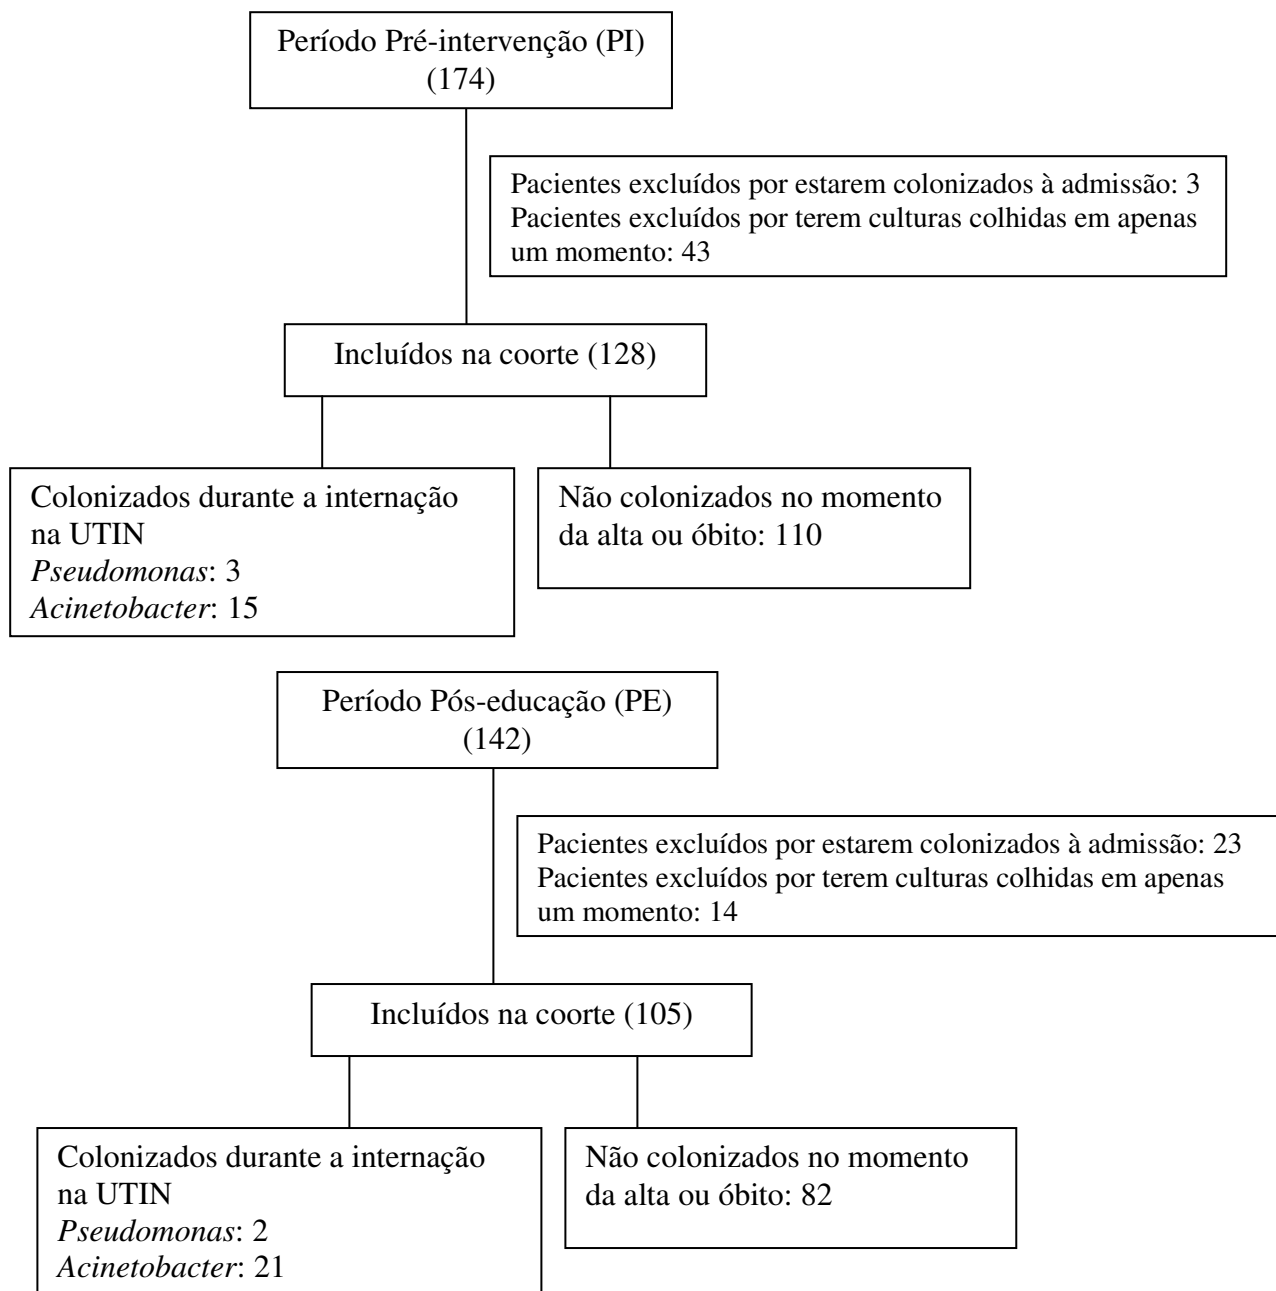 Período Pré-intervenção (PI)
(174)
Pacientes excluídos por estarem colonizados à admissão: 3
Pacientes excluídos por terem culturas colhidas em apenas
um momento: 43
Incluídos na coorte (128)
Colonizados durante a internação
na UTIN
Pseudomonas: 3
Acinetobacter: 15
Não colonizados no momento
da alta ou óbito: 110
Período Pós-educação (PE)
(142)
Pacientes excluídos por estarem colonizados à admissão: 23
Pacientes excluídos por terem culturas colhidas em apenas
um momento: 14
Incluídos na coorte (105)
Colonizados durante a internação
na UTIN
Pseudomonas: 2
Acinetobacter: 21
Não colonizados no momento
da alta ou óbito: 82